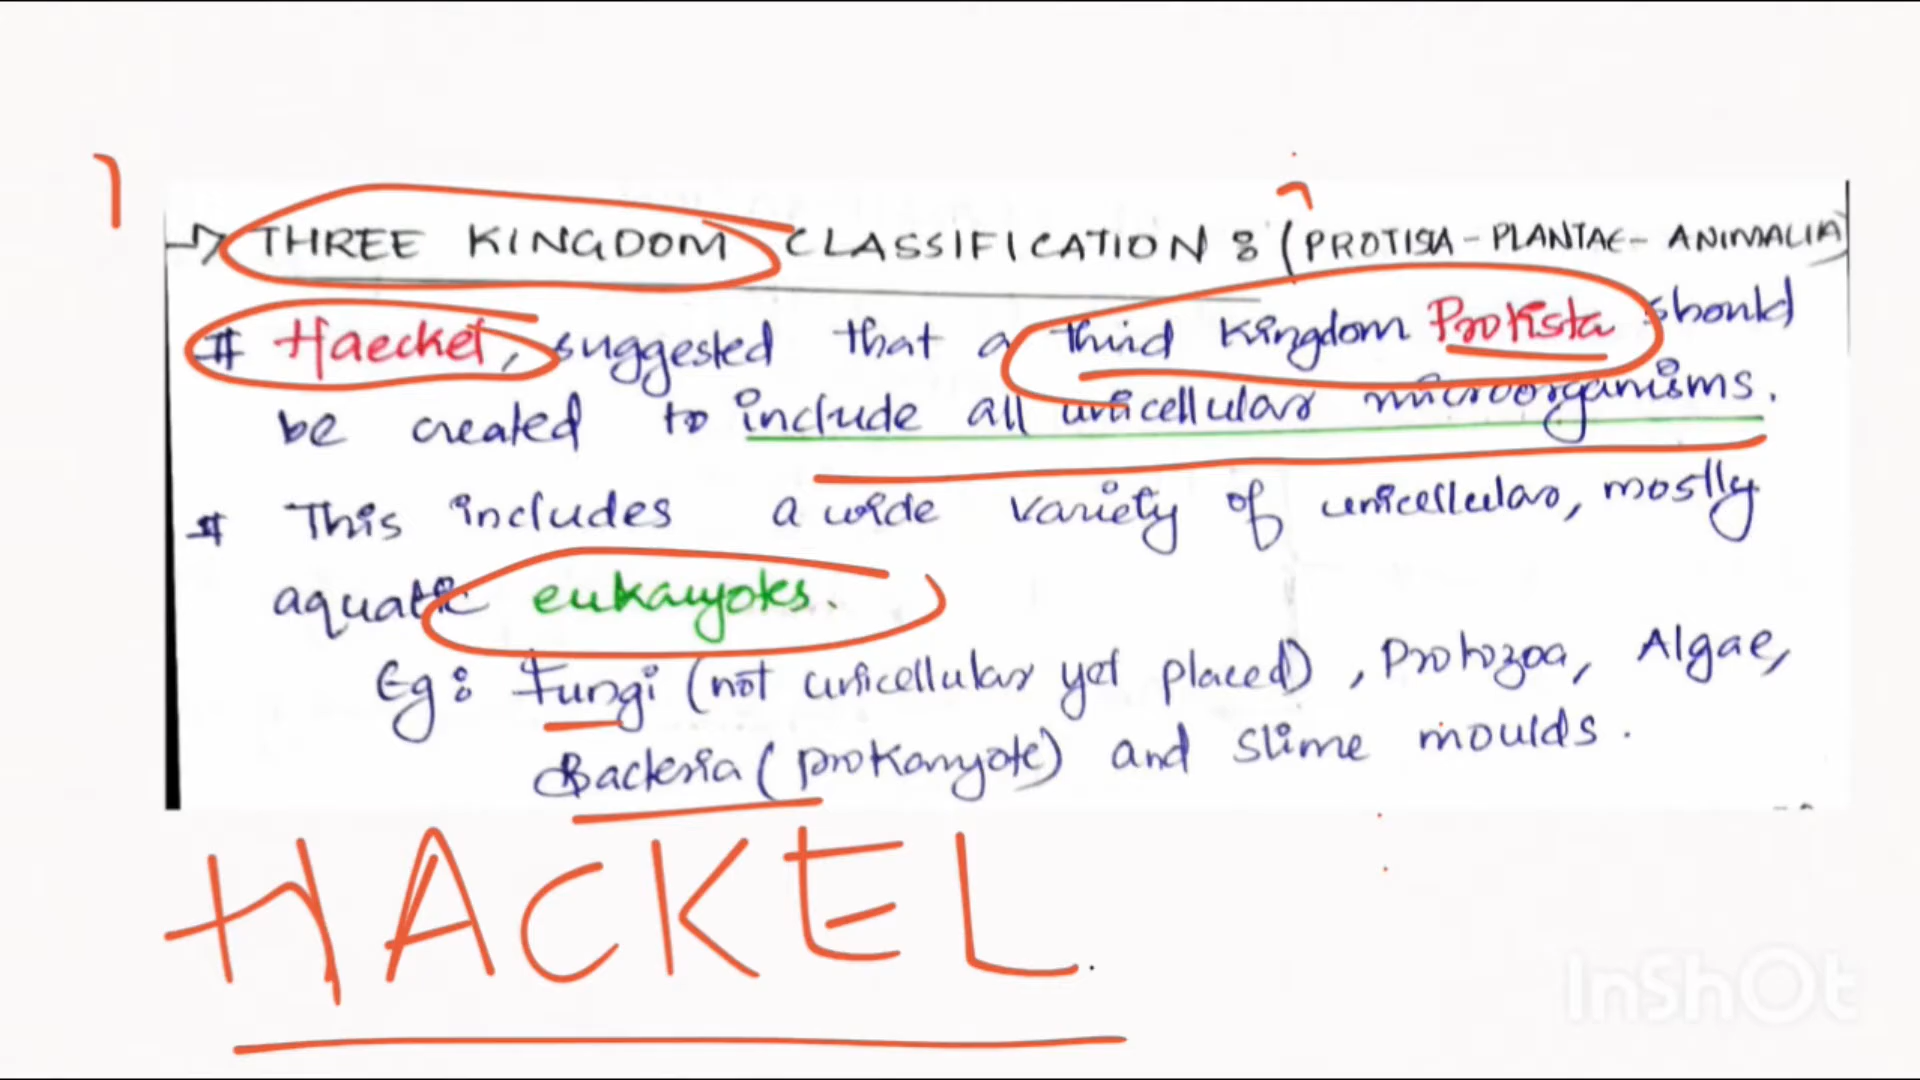 → THREE KINGDOM CLASSIFICATION : (PROTISTA - PLANTAE - ANIMALIA)
# Haeckel, suggested that a third kingdom Protista should
be created to include all unicellular microorganisms.
# This includes a wide variety of unicellular, mostly
aquatic eukaryotes.
Eg: Fungi (not unicellular yet placed), Protozoa, Algae,
Bacteria (prokaryote) and slime moulds.
HACKEL
InShOt